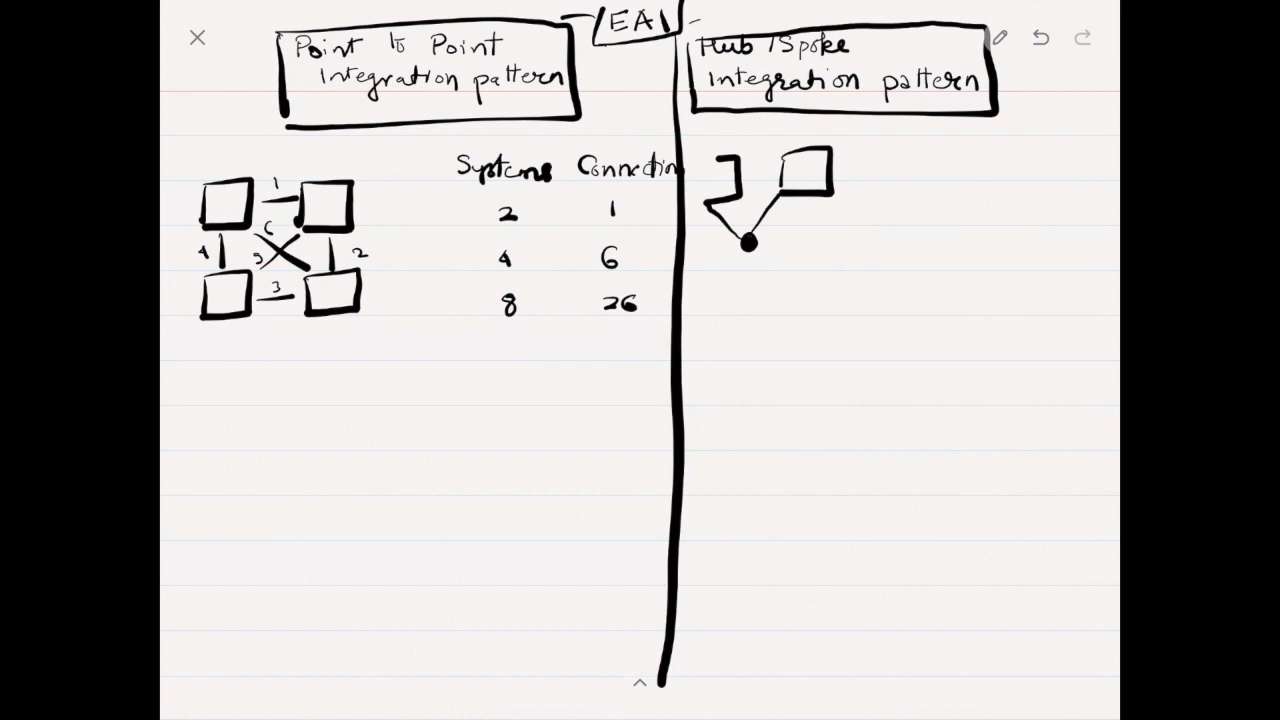 EAI
Point to Point
Integration pattern
Hub / Spoke
Integration pattern
Systems Connection
2 1
4 6
8 26
1
6
4 5 2
3